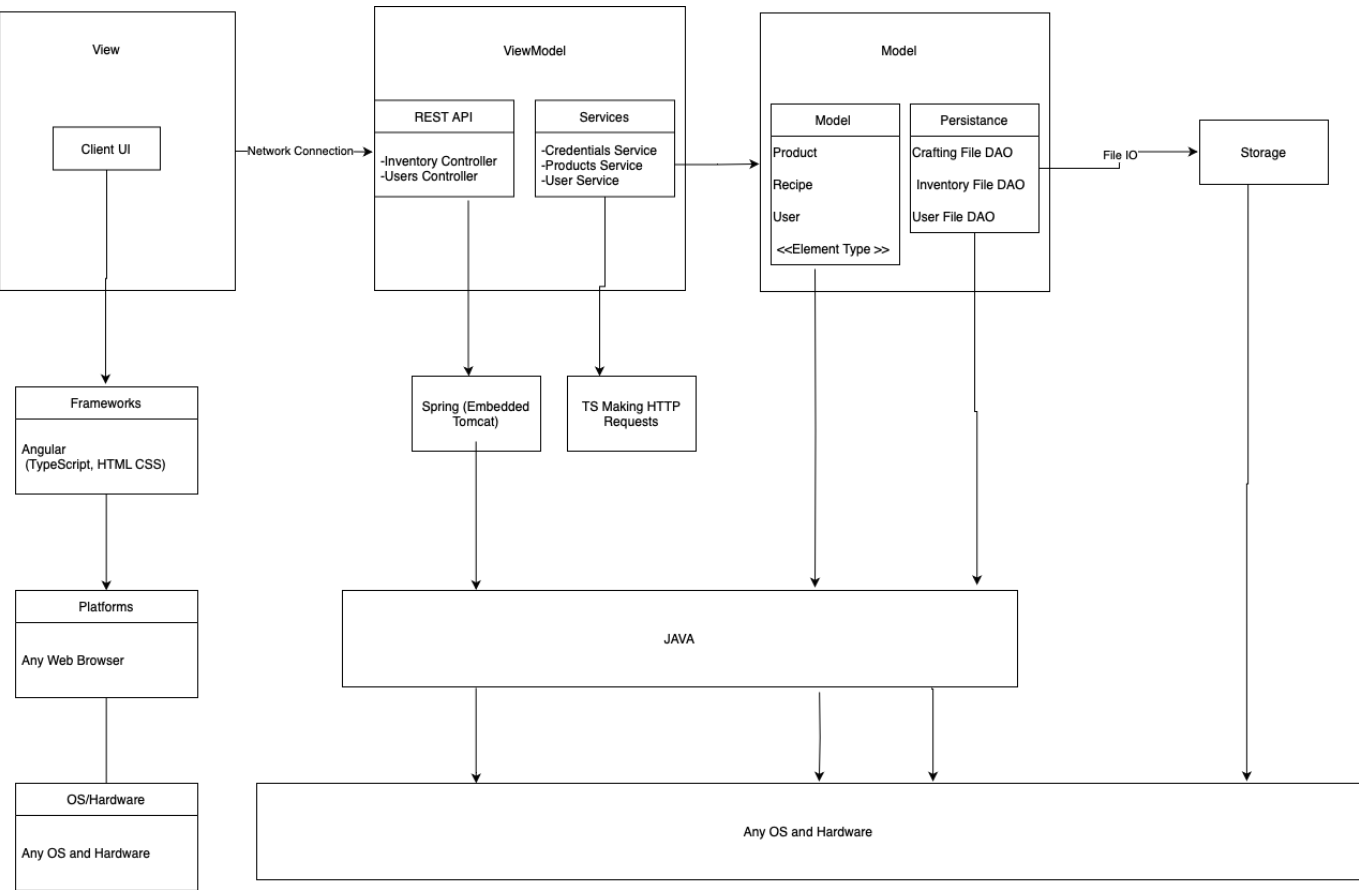 View
Client UI
Network Connection
ViewModel
REST API
-Inventory Controller
-Users Controller
Services
-Credentials Service
-Products Service
-User Service
Model
Model
Product
Recipe
User
<<Element Type >>
Persistance
Crafting File DAO
Inventory File DAO
User File DAO
File IO
Storage
Frameworks
Angular
(TypeScript, HTML CSS)
Spring (Embedded
Tomcat)
TS Making HTTP
Requests
Platforms
Any Web Browser
JAVA
OS/Hardware
Any OS and Hardware
Any OS and Hardware